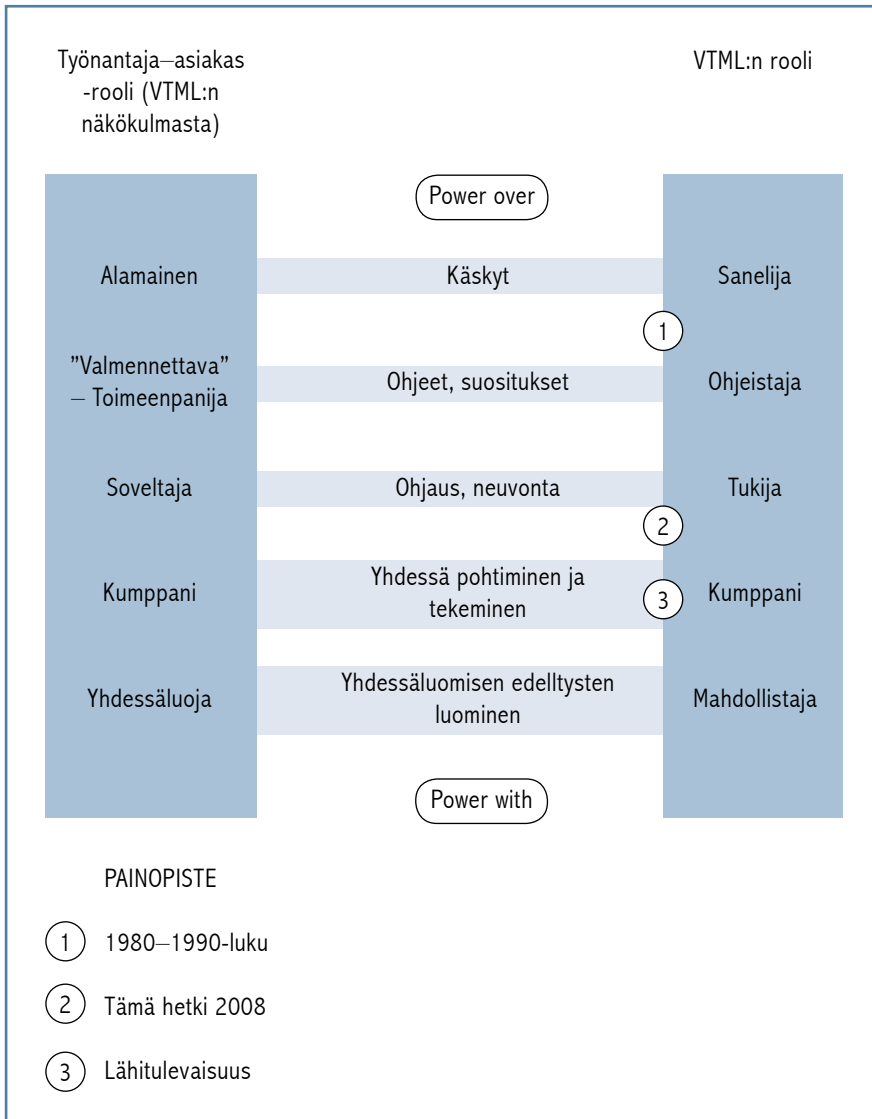 Työnantaja–asiakas
-rooli (VTML:n
näkökulmasta)
VTML:n rooli
Power over
Alamainen
Käskyt
Sanelija
1
”Valmennettava”
– Toimeenpanija
Ohjeet, suositukset
Ohjeistaja
Soveltaja
Ohjaus, neuvonta
Tukija
2
Kumppani
Yhdessä pohtiminen ja
tekeminen
3
Kumppani
Yhdessäluoja
Yhdessäluomisen edelltysten
luominen
Mahdollistaja
Power with
PAINOPISTE
1 1980–1990-luku
2 Tämä hetki 2008
3 Lähitulevaisuus